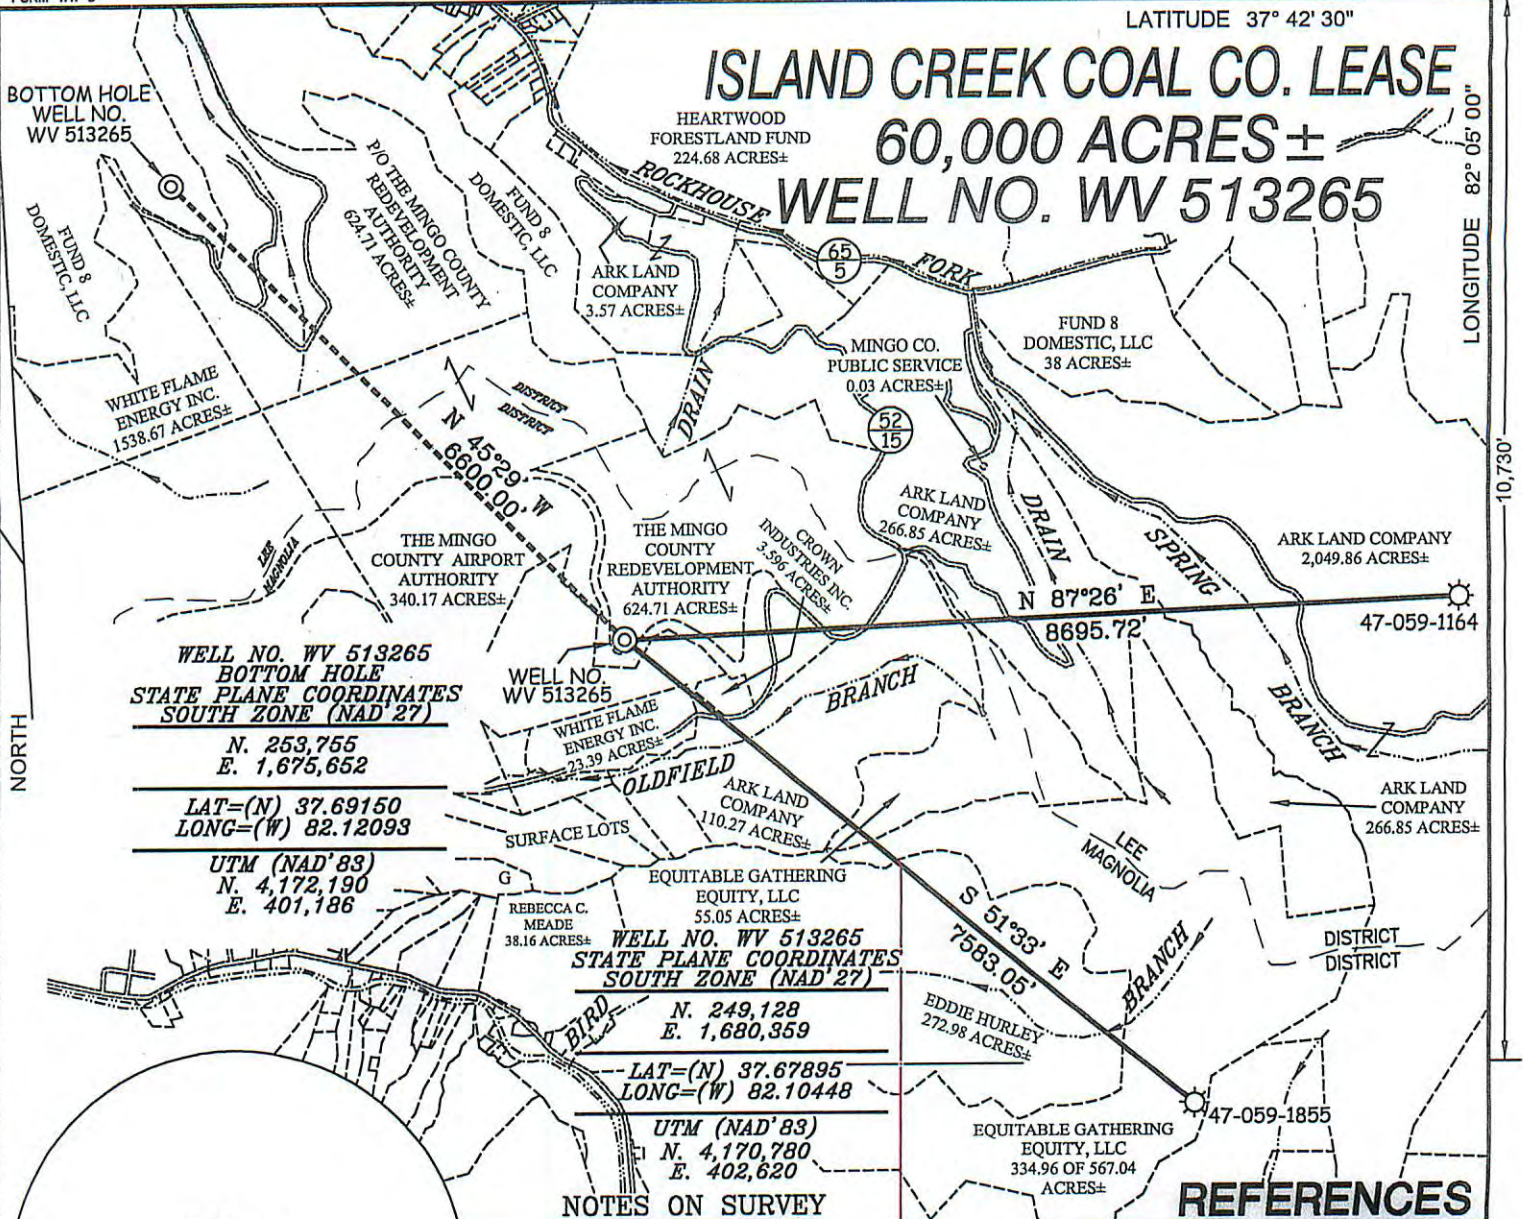 LATITUDE 37° 42' 30"
ISLAND CREEK COAL CO. LEASE
60,000 ACRES ±
WELL NO. WV 513265
LONGITUDE 82° 05' 00"
10,730'
BOTTOM HOLE
WELL NO.
WV 513265
HEARTWOOD
FORESTLAND FUND
224.68 ACRES±
ROCKHOUSE
FORK
65
5
P/O THE MINGO COUNTY
REDEVELOPMENT
AUTHORITY
624.71 ACRES±
FUND 8
DOMESTIC, LLC
FUND 8
DOMESTIC, LLC
ARK LAND
COMPANY
3.57 ACRES±
MINGO CO.
PUBLIC SERVICE
0.03 ACRES±
FUND 8
DOMESTIC, LLC
38 ACRES±
WHITE FLAME
ENERGY INC.
1538.67 ACRES±
DISTRICT
DISTRICT
DRAIN
52
15
N 45°29' W
6600.00'
LEE
MAGNOLIA
THE MINGO
COUNTY AIRPORT
AUTHORITY
340.17 ACRES±
THE MINGO
COUNTY
REDEVELOPMENT
AUTHORITY
624.71 ACRES±
CROWN
INDUSTRIES INC.
3.596 ACRES±
ARK LAND
COMPANY
266.85 ACRES±
DRAIN
SPRING
BRANCH
ARK LAND COMPANY
2,049.86 ACRES±
N 87°26' E
8695.72'
47-059-1164
NORTH
WELL NO. WV 513265
BOTTOM HOLE
STATE PLANE COORDINATES
SOUTH ZONE (NAD'27)
N. 253,755
E. 1,675,652
LAT=(N) 37.69150
LONG=(W) 82.12093
UTM (NAD'83)
N. 4,172,190
E. 401,186
WELL NO.
WV 513265
WHITE FLAME
ENERGY INC.
23.39 ACRES±
OLDFIELD
BRANCH
SURFACE LOTS
ARK LAND
COMPANY
110.27 ACRES±
ARK LAND
COMPANY
266.85 ACRES±
LEE
MAGNOLIA
G
REBECCA C.
MEADE
38.16 ACRES±
EQUITABLE GATHERING
EQUITY, LLC
55.05 ACRES±
S 51°33' E
7583.05'
BRANCH
DISTRICT
DISTRICT
WELL NO. WV 513265
STATE PLANE COORDINATES
SOUTH ZONE (NAD'27)
N. 249,128
E. 1,680,359
LAT=(N) 37.67895
LONG=(W) 82.10448
UTM (NAD'83)
N. 4,170,780
E. 402,620
BIRD
EDDIE HURLEY
272.98 ACRES±
47-059-1855
EQUITABLE GATHERING
EQUITY, LLC
334.96 OF 567.04
ACRES±
NOTES ON SURVEY
REFERENCES